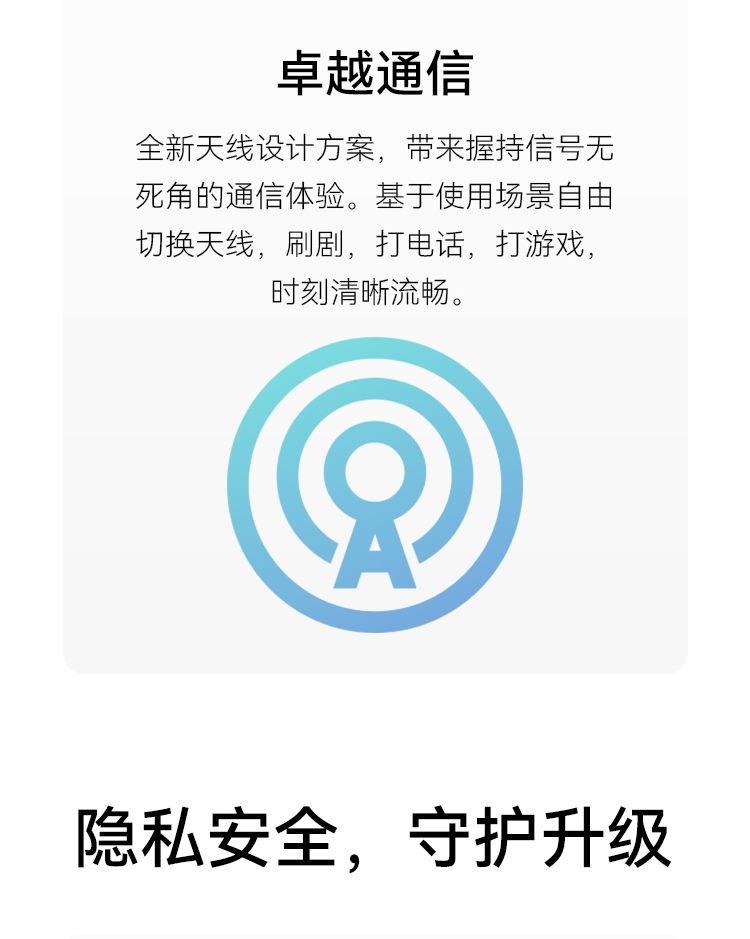 卓越通信
全新天线设计方案，带来握持信号无
死角的通信体验。基于使用场景自由
切换天线，刷剧，打电话，打游戏，
时刻清晰流畅。
隐私安全，守护升级